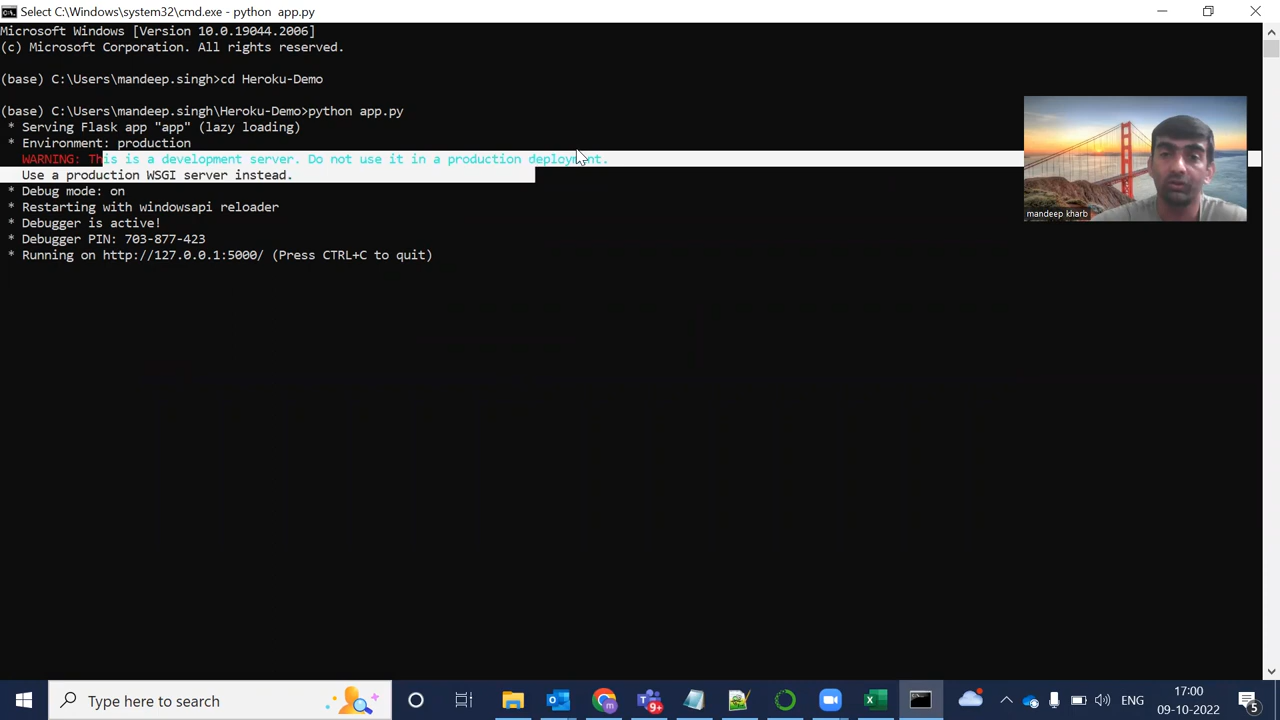 Select C:\Windows\system32\cmd.exe - python  app.py
Microsoft Windows [Version 10.0.19044.2006]
(c) Microsoft Corporation. All rights reserved.
(base) C:\Users\mandeep.singh>cd Heroku-Demo
(base) C:\Users\mandeep.singh\Heroku-Demo>python app.py
* Serving Flask app "app" (lazy loading)
* Environment: production
WARNING: This is a development server. Do not use it in a production deployment.
Use a production WSGI server instead.
* Debug mode: on
* Restarting with windowsapi reloader
* Debugger is active!
* Debugger PIN: 703-877-423
* Running on http://127.0.0.1:5000/ (Press CTRL+C to quit)
mandeep kharb
Type here to search
9+
ENG
17:00
09-10-2022
5